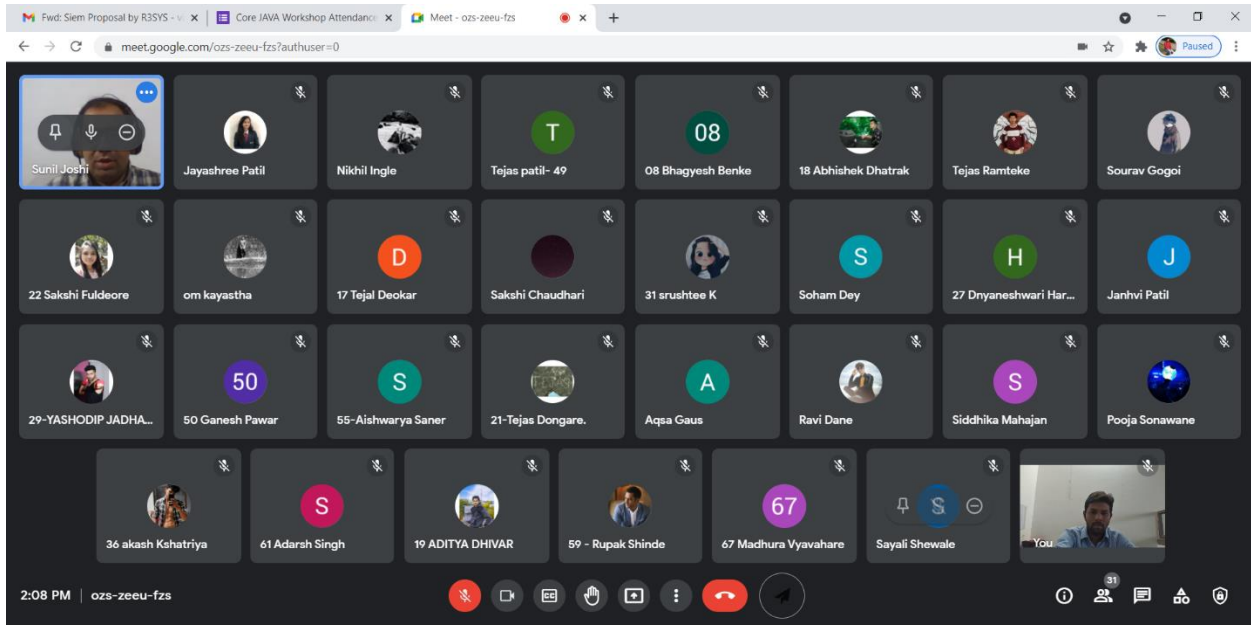 Fwd: Siem Proposal by R3SYS - v
Core JAVA Workshop Attendanc
Meet - ozs-zeeu-fzs
meet.google.com/ozs-zeeu-fzs?authuser=0
Paused
Sunil Joshi
Jayashree Patil
Nikhil Ingle
T
Tejas patil- 49
08
08 Bhagyesh Benke
18 Abhishek Dhatrak
Tejas Ramteke
Sourav Gogoi
22 Sakshi Fuldeore
om kayastha
D
17 Tejal Deokar
Sakshi Chaudhari
31 srushtee K
S
Soham Dey
H
27 Dnyaneshwari Har...
J
Janhvi Patil
29-YASHODIP JADHA...
50
50 Ganesh Pawar
S
55-Aishwarya Saner
21-Tejas Dongare.
A
Aqsa Gaus
Ravi Dane
S
Siddhika Mahajan
Pooja Sonawane
36 akash Kshatriya
S
61 Adarsh Singh
19 ADITYA DHIVAR
59 - Rupak Shinde
67
67 Madhura Vyavahare
S
Sayali Shewale
You
2:08 PM | ozs-zeeu-fzs
CC
31